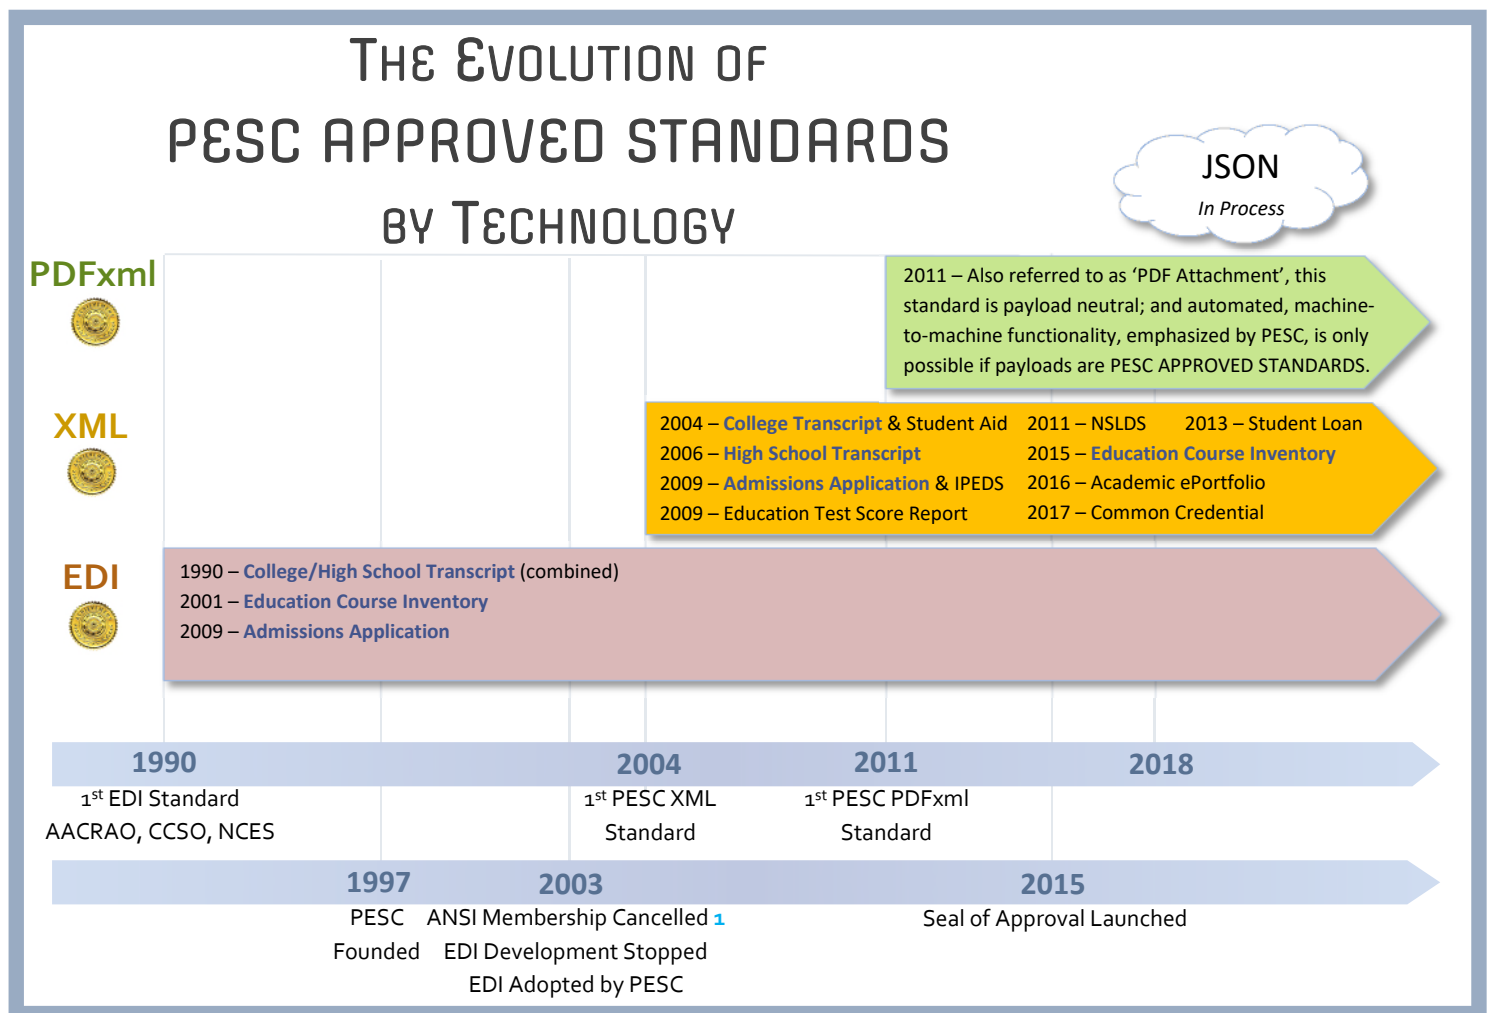 The Evolution of
PESC APPROVED STANDARDS
by Technology
JSON
In Process
PDFxml
2011 – Also referred to as ‘PDF Attachment’, this
standard is payload neutral; and automated, machine-
to-machine functionality, emphasized by PESC, is only
possible if payloads are PESC APPROVED STANDARDS.
XML
2004 – College Transcript & Student Aid
2006 – High School Transcript
2009 – Admissions Application & IPEDS
2009 – Education Test Score Report
2011 – NSLDS 2013 – Student Loan
2015 – Education Course Inventory
2016 – Academic ePortfolio
2017 – Common Credential
EDI
1990 – College/High School Transcript (combined)
2001 – Education Course Inventory
2009 – Admissions Application
1990
1st EDI Standard
AACRAO, CCSO, NCES
2004
1st PESC XML
Standard
2011
1st PESC PDFxml
Standard
2018
1997
PESC
Founded
2003
ANSI Membership Cancelled 1
EDI Development Stopped
EDI Adopted by PESC
2015
Seal of Approval Launched